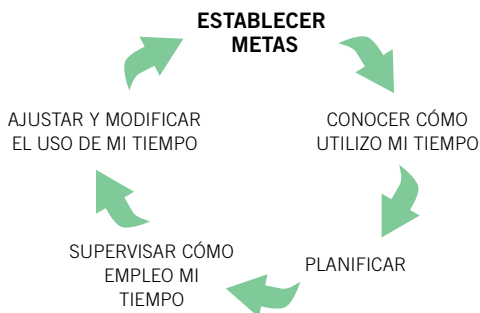 ESTABLECER
METAS
CONOCER CÓMO
UTILIZO MI TIEMPO
PLANIFICAR
SUPERVISAR CÓMO
EMPLEO MI
TIEMPO
AJUSTAR Y MODIFICAR
EL USO DE MI TIEMPO